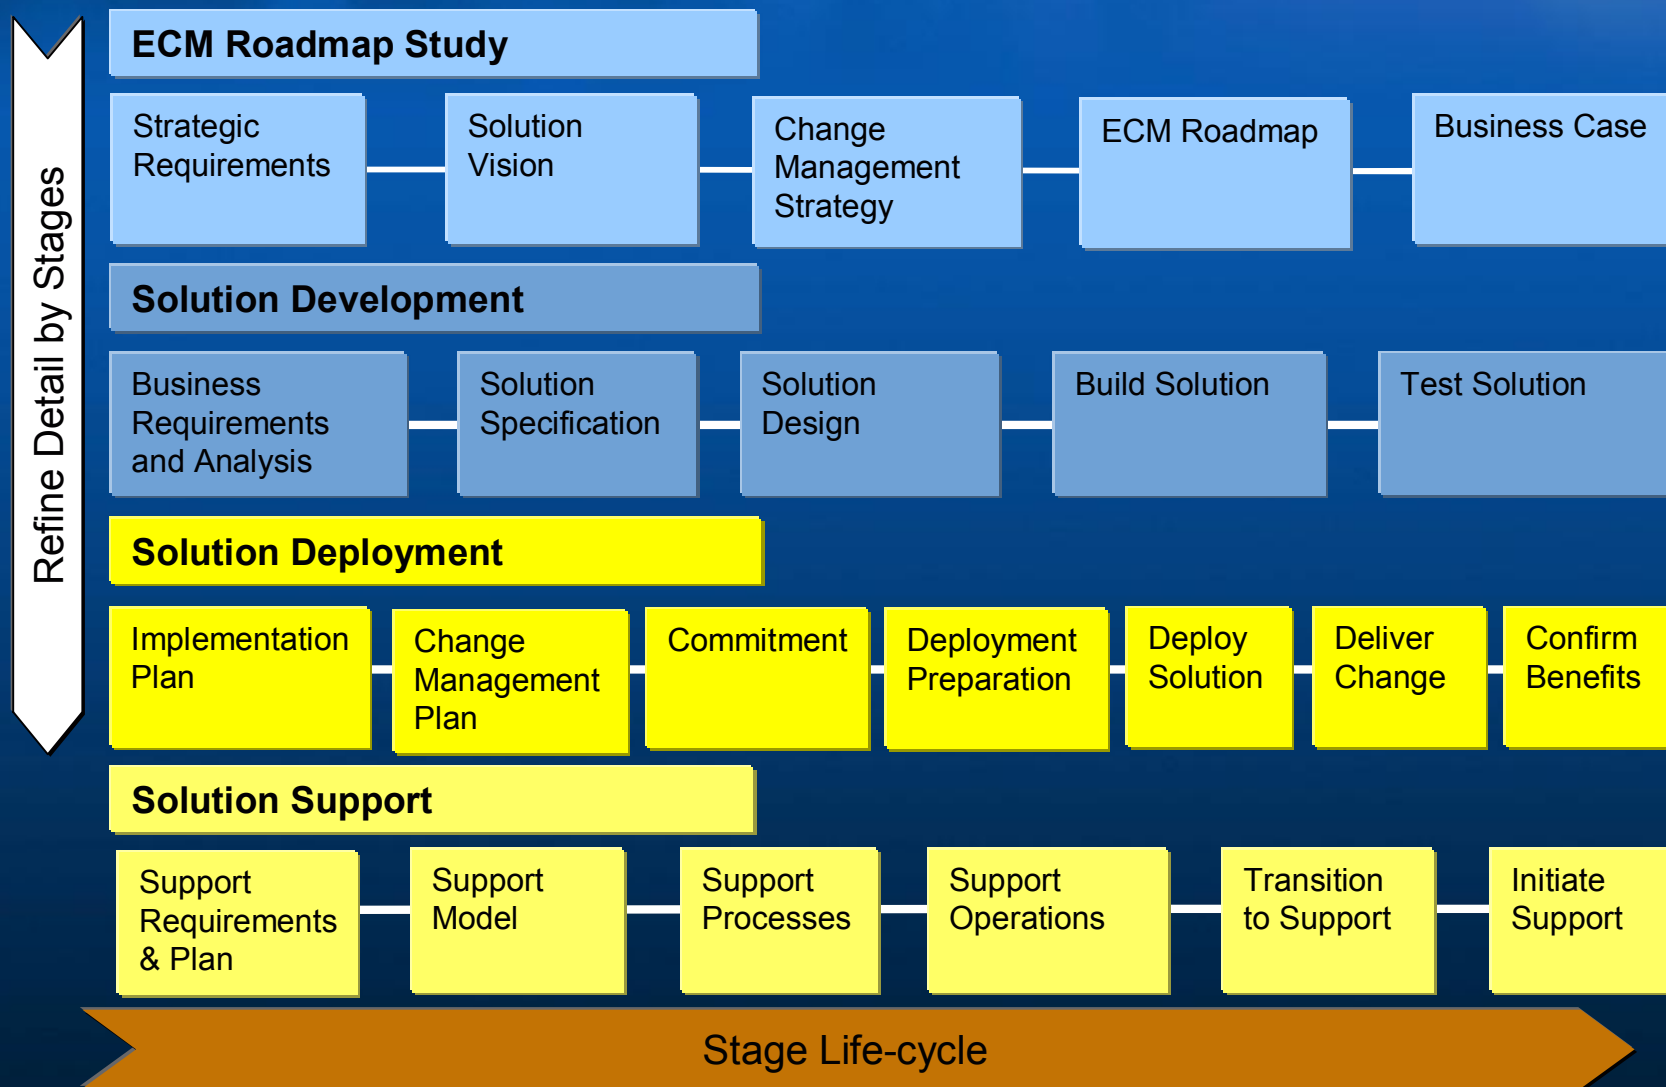 Refine Detail by Stages
ECM Roadmap Study
Strategic
Requirements
Solution
Vision
Change
Management
Strategy
ECM Roadmap
Business Case
Solution Development
Business
Requirements
and Analysis
Solution
Specification
Solution
Design
Build Solution
Test Solution
Solution Deployment
Implementation
Plan
Change
Management
Plan
Commitment
Deployment
Preparation
Deploy
Solution
Deliver
Change
Confirm
Benefits
Solution Support
Support
Requirements
& Plan
Support
Model
Support
Processes
Support
Operations
Transition
to Support
Initiate
Support
Stage Life-cycle